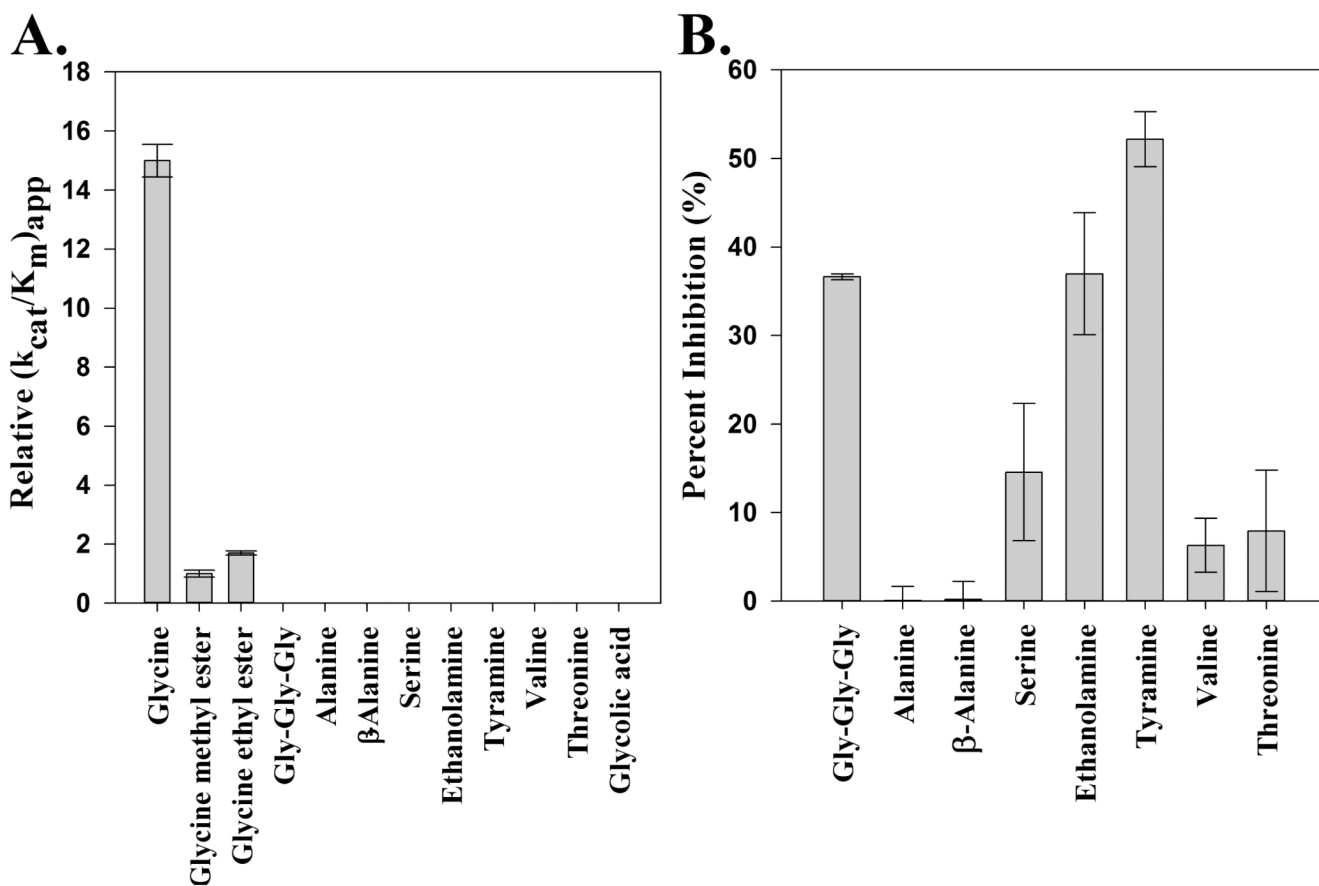 A.
Relative (kcat/Km)app
18
16
14
12
10
8
6
4
2
0
Glycine
Glycine methyl ester
Glycine ethyl ester
Gly-Gly-Gly
Alanine
β-Alanine
Serine
Ethanolamine
Tyramine
Valine
Threonine
Glycolic acid
B.
Percent Inhibition (%)
60
50
40
30
20
10
0
Gly-Gly-Gly
Alanine
β-Alanine
Serine
Ethanolamine
Tyramine
Valine
Threonine